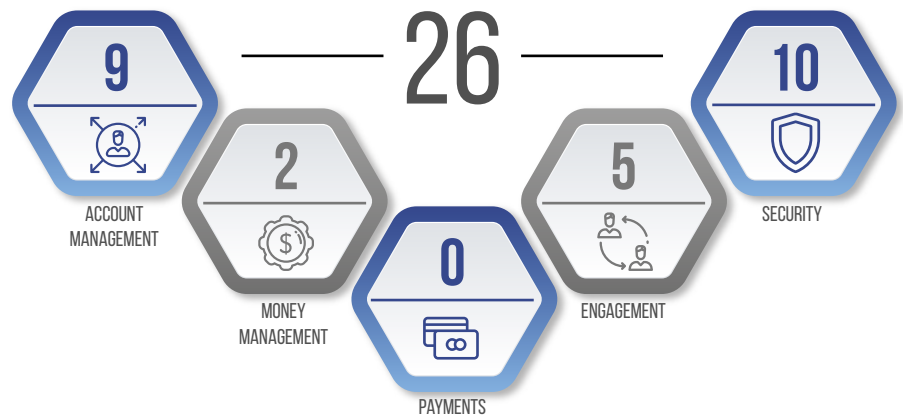 26
9
ACCOUNT
MANAGEMENT
2
$
MONEY
MANAGEMENT
0
PAYMENTS
5
ENGAGEMENT
10
SECURITY